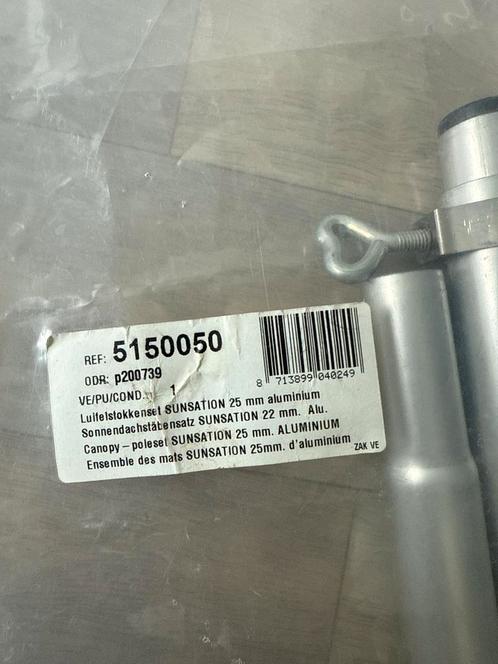 REF: 5150050
ODR: p200739
VE/PU/COND. 1
8 713899 040249
Luifelstokkenset SUNSATION 25 mm aluminium
Sonnendachstäbensatz SUNSATION 22 mm. Alu.
Canopy-poleset SUNSATION 25 mm. ALUMINIUM
Ensemble des mats SUNSATION 25mm. d'aluminium
ZAK VE